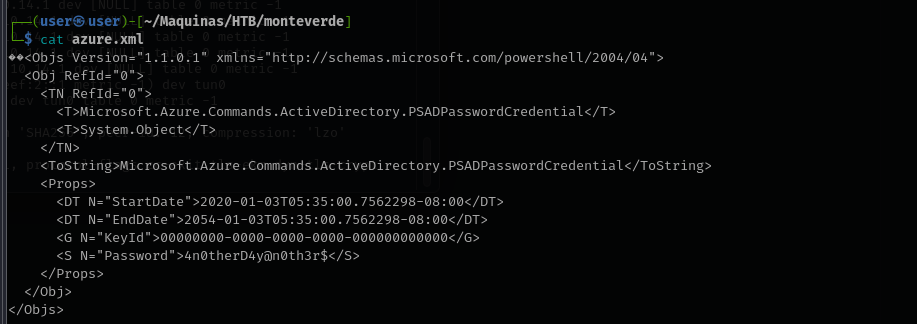 ┌──(user㉿user)-[~/Maquinas/HTB/monteverde]
└─$ cat azure.xml
��<Objs Version="1.1.0.1" xmlns="http://schemas.microsoft.com/powershell/2004/04">
<Obj RefId="0">
<TN RefId="0">
<T>Microsoft.Azure.Commands.ActiveDirectory.PSADPasswordCredential</T>
<T>System.Object</T>
</TN>
<ToString>Microsoft.Azure.Commands.ActiveDirectory.PSADPasswordCredential</ToString>
<Props>
<DT N="StartDate">2020-01-03T05:35:00.7562298-08:00</DT>
<DT N="EndDate">2054-01-03T05:35:00.7562298-08:00</DT>
<G N="KeyId">00000000-0000-0000-0000-000000000000</G>
<S N="Password">4n0therD4y@n0th3r$</S>
</Props>
</Obj>
</Objs>